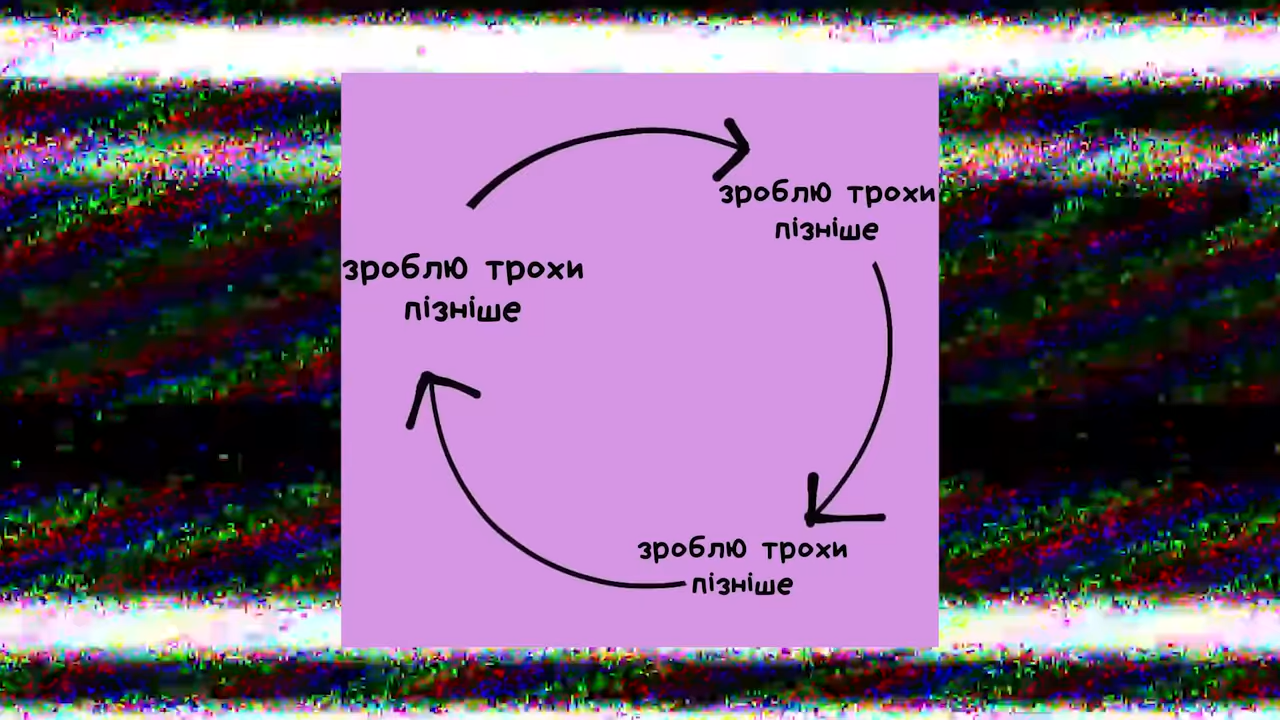 зроблю трохи
пізніше
зроблю трохи
пізніше
зроблю трохи
пізніше